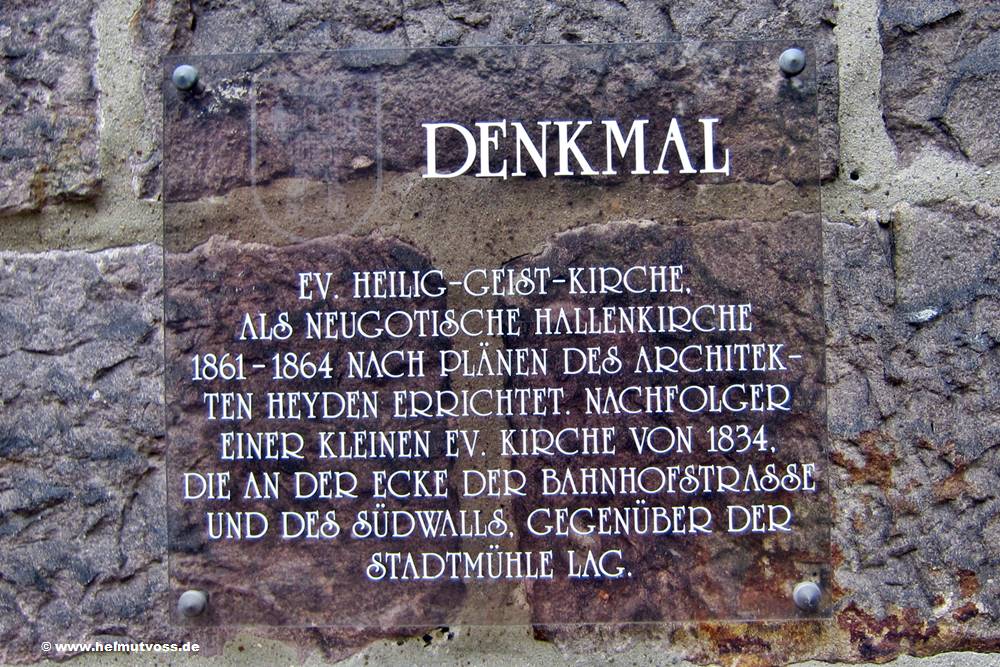 DENKMAL
EV. HEILIG-GEIST-KIRCHE,
ALS NEUGOTISCHE HALLENKIRCHE
1861-1864 NACH PLÄNEN DES ARCHITEK-
TEN HEYDEN ERRICHTET. NACHFOLGER
EINER KLEINEN EV. KIRCHE VON 1834,
DIE AN DER ECKE DER BAHNHOFSTRASSE
UND DES SÜDWALLS, GEGENÜBER DER
STADTMÜHLE LAG.
© www.helmutvoss.de